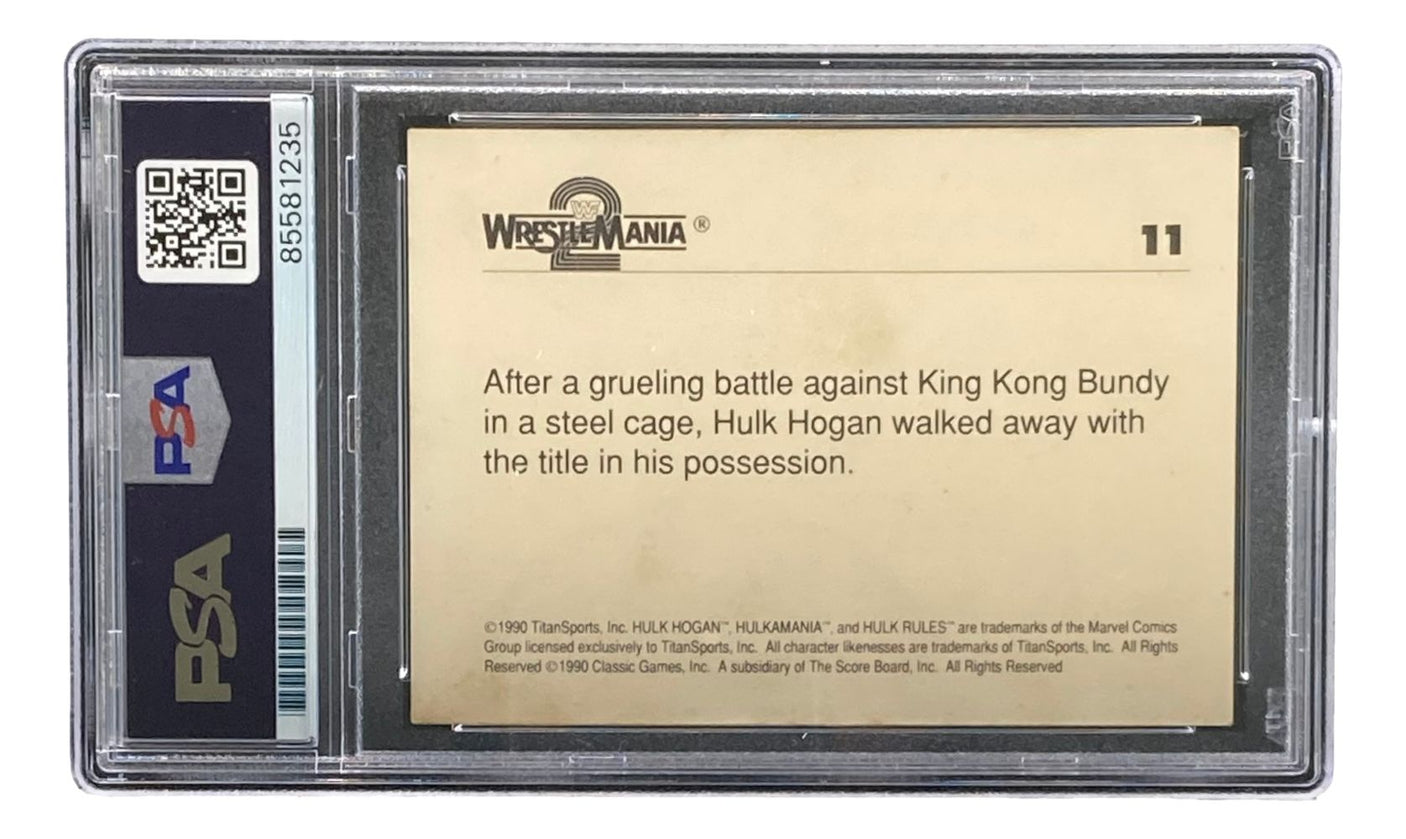 85581235
PSA
PSA
WF
WRESTLEMANIA ®
2
11
After a grueling battle against King Kong Bundy
in a steel cage, Hulk Hogan walked away with
the title in his possession.
©1990 TitanSports, Inc. HULK HOGAN™, HULKAMANIA™, and HULK RULES™ are trademarks of the Marvel Comics
Group licensed exclusively to TitanSports, Inc. All character likenesses are trademarks of TitanSports, Inc. All Rights
Reserved ©1990 Classic Games, Inc. A subsidiary of The Score Board, Inc. All Rights Reserved
PSA